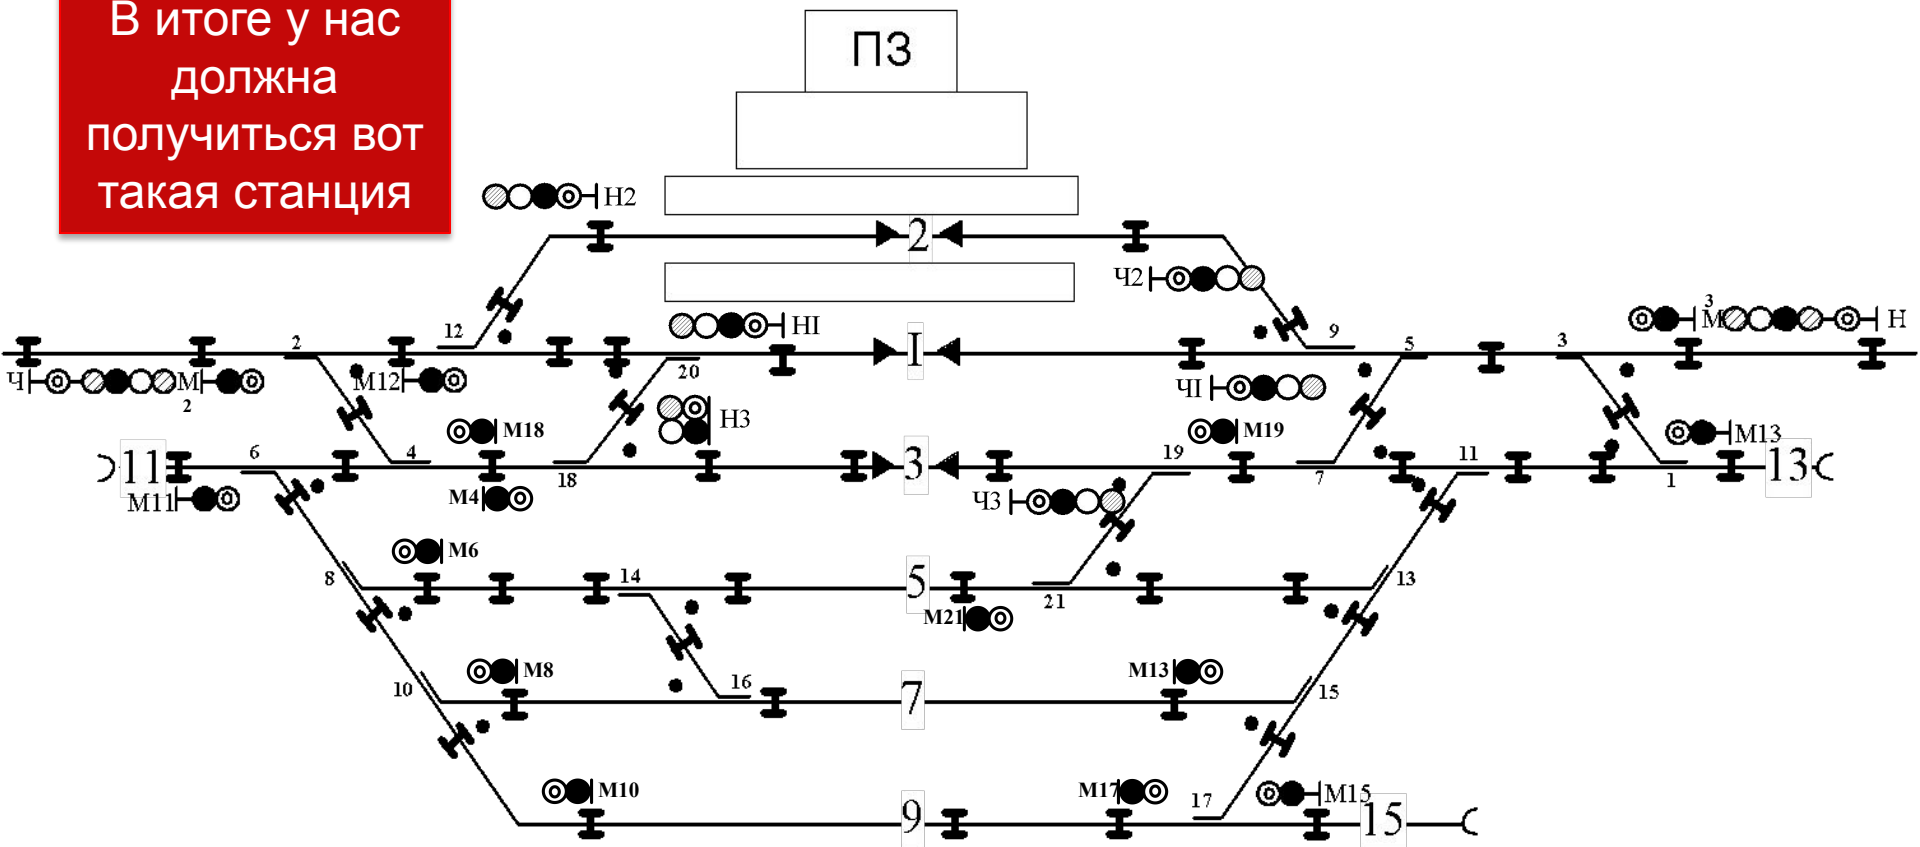 В итоге у нас
должна
получиться вот
такая станция
ПЗ
Н2
2
Ч2
12
2
НI
I
9
5
3
3
М
Н
Ч
М
2
М12
20
ЧI
М18
Н3
М19
М13
11
6
4
18
3
19
7
11
1
13
М11
М4
Ч3
М6
8
14
5
21
13
М21
М8
М13
10
16
7
15
М10
М17
17
М15
9
15